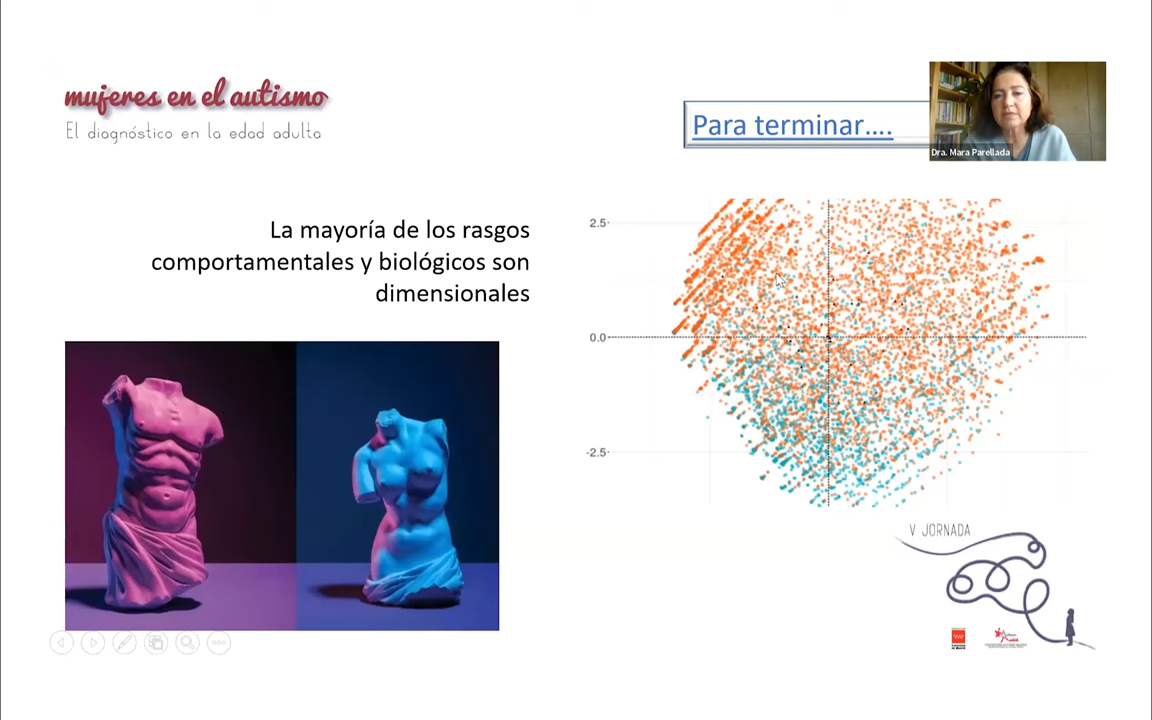 mujeres en el autismo
El diagnóstico en la edad adulta
Para terminar....
Dra. Mara Parellada
La mayoría de los rasgos
comportamentales y biológicos son
dimensionales
2.5
0.0
-2.5
V JORNADA